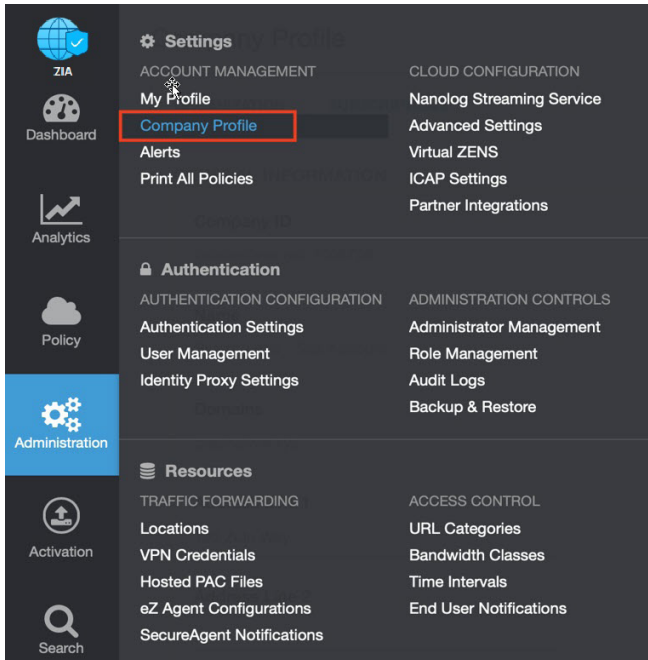 ZIA
Dashboard
Analytics
Policy
Administration
Activation
Search
Settings
ACCOUNT MANAGEMENT
My Profile
Company Profile
Alerts
Print All Policies
CLOUD CONFIGURATION
Nanolog Streaming Service
Advanced Settings
Virtual ZENS
ICAP Settings
Partner Integrations
Authentication
AUTHENTICATION CONFIGURATION
Authentication Settings
User Management
Identity Proxy Settings
ADMINISTRATION CONTROLS
Administrator Management
Role Management
Audit Logs
Backup & Restore
Resources
TRAFFIC FORWARDING
Locations
VPN Credentials
Hosted PAC Files
eZ Agent Configurations
SecureAgent Notifications
ACCESS CONTROL
URL Categories
Bandwidth Classes
Time Intervals
End User Notifications
Company Profile
Company ID